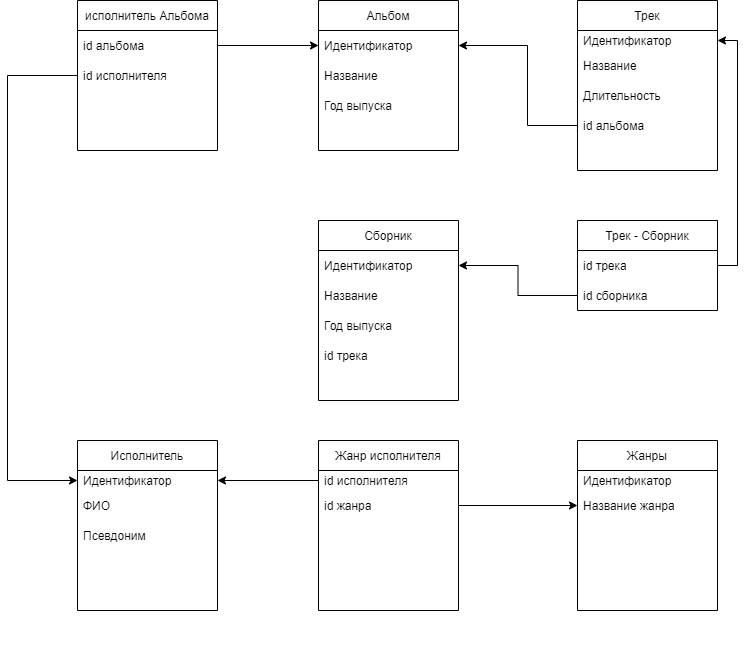 исполнитель Альбома
id альбома
id исполнителя
Альбом
Идентификатор
Название
Год выпуска
Трек
Идентификатор
Название
Длительность
id альбома
Сборник
Идентификатор
Название
Год выпуска
id трека
Трек - Сборник
id трека
id сборника
Исполнитель
Идентификатор
ФИО
Псевдоним
Жанр исполнителя
id исполнителя
id жанра
Жанры
Идентификатор
Название жанра